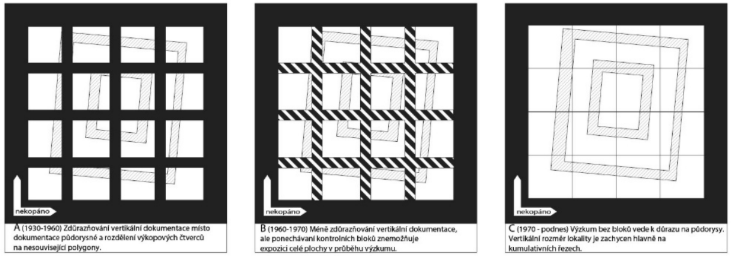 nekopáno
A (1930-1960) Zdůrazňování vertikální dokumentace místo
dokumentace půdorysné a rozdělení výkopových čtverců
na nesouvisející polygony.
nekopáno
B (1960-1970) Méně zdůrazňování vertikální dokumentace,
ale ponechávaní kontrolních bloků znemožňuje
expozici celé plochy v průběhu výzkumu.
nekopáno
C (1970 - podnes) Výzkum bez bloků vede k důrazu na půdorysy.
Vertikální rozměr lokality je zachycen hlavně na
kumulativních řezech.